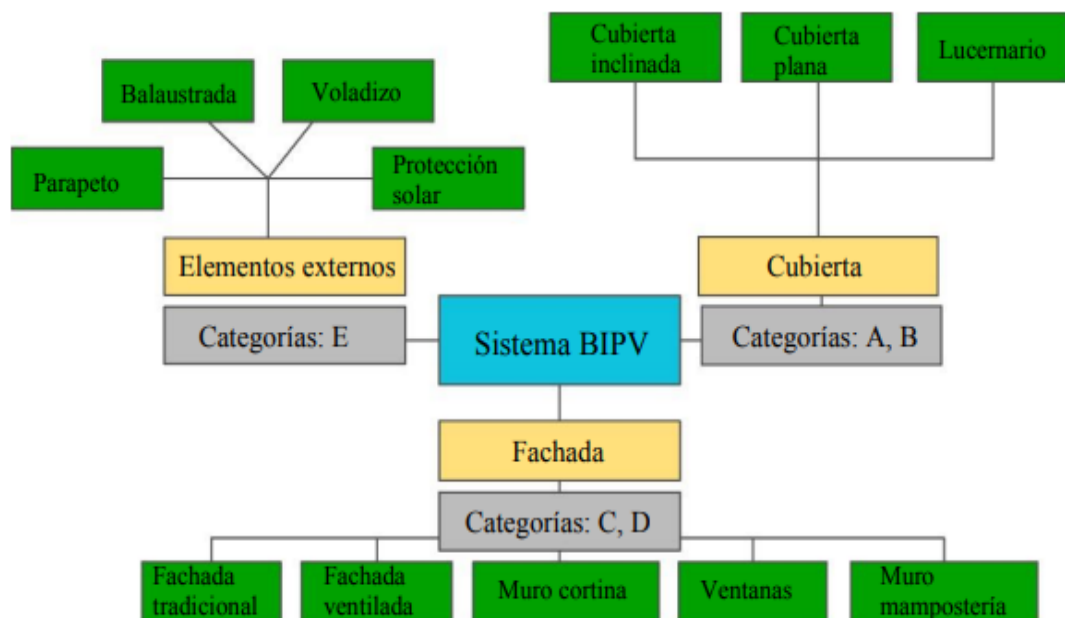 Cubierta
inclinada
Cubierta
plana
Lucernario
Balaustrada
Voladizo
Parapeto
Protección
solar
Elementos externos
Cubierta
Categorías: E
Sistema BIPV
Categorías: A, B
Fachada
Categorías: C, D
Fachada
tradicional
Fachada
ventilada
Muro cortina
Ventanas
Muro
mampostería